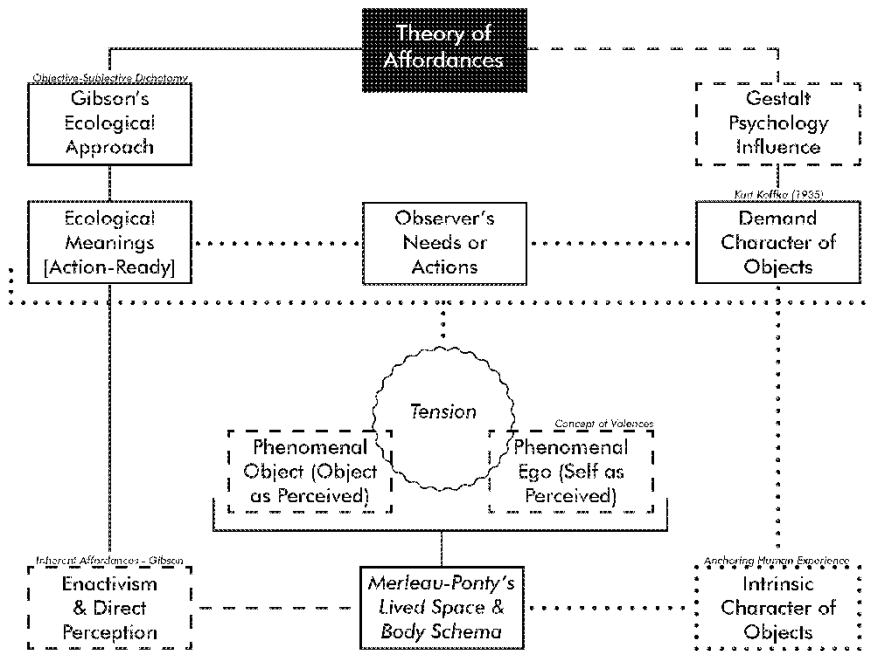 Theory of
Affordances
Objective-Subjective Dichotomy
Gibson's
Ecological
Approach
Gestalt
Psychology
Influence
Kurt Koffka (1935)
Ecological
Meanings
[Action-Ready]
Observer's
Needs or
Actions
Demand
Character of
Objects
Tension
Concept of Valences
Phenomenal
Object (Object
as Perceived)
Phenomenal
Ego (Self as
Perceived)
Inherent Affordances - Gibson
Enactivism
& Direct
Perception
Merleau-Ponty's
Lived Space &
Body Schema
Anchoring Human Experience
Intrinsic
Character of
Objects